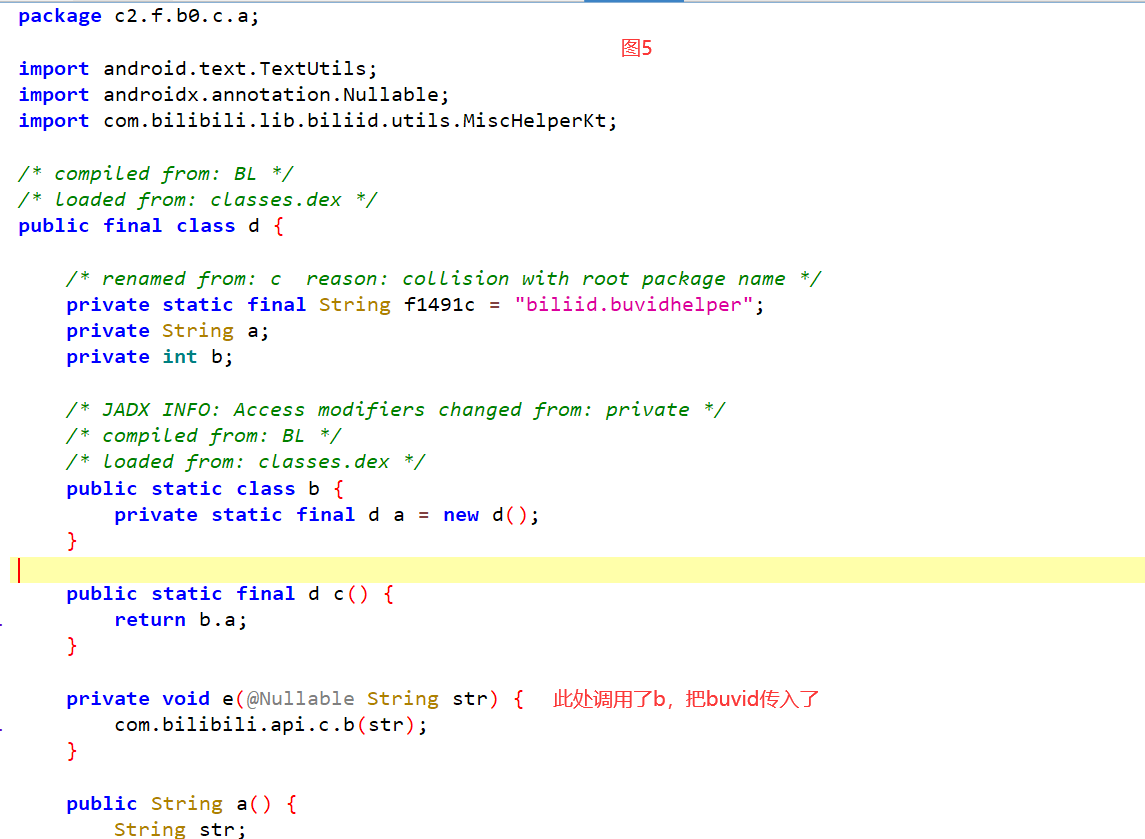 package c2.f.b0.c.a;
图5
import android.text.TextUtils;
import androidx.annotation.Nullable;
import com.bilibili.lib.biliid.utils.MiscHelperKt;
/* compiled from: BL */
/* loaded from: classes.dex */
public final class d {
/* renamed from: c  reason: collision with root package name */
private static final String f1491c = "biliid.buvidhelper";
private String a;
private int b;
/* JADX INFO: Access modifiers changed from: private */
/* compiled from: BL */
/* loaded from: classes.dex */
public static class b {
private static final d a = new d();
}
public static final d c() {
return b.a;
}
private void e(@Nullable String str) { 此处调用了b，把buvid传入了
com.bilibili.api.c.b(str);
}
public String a() {
String str;